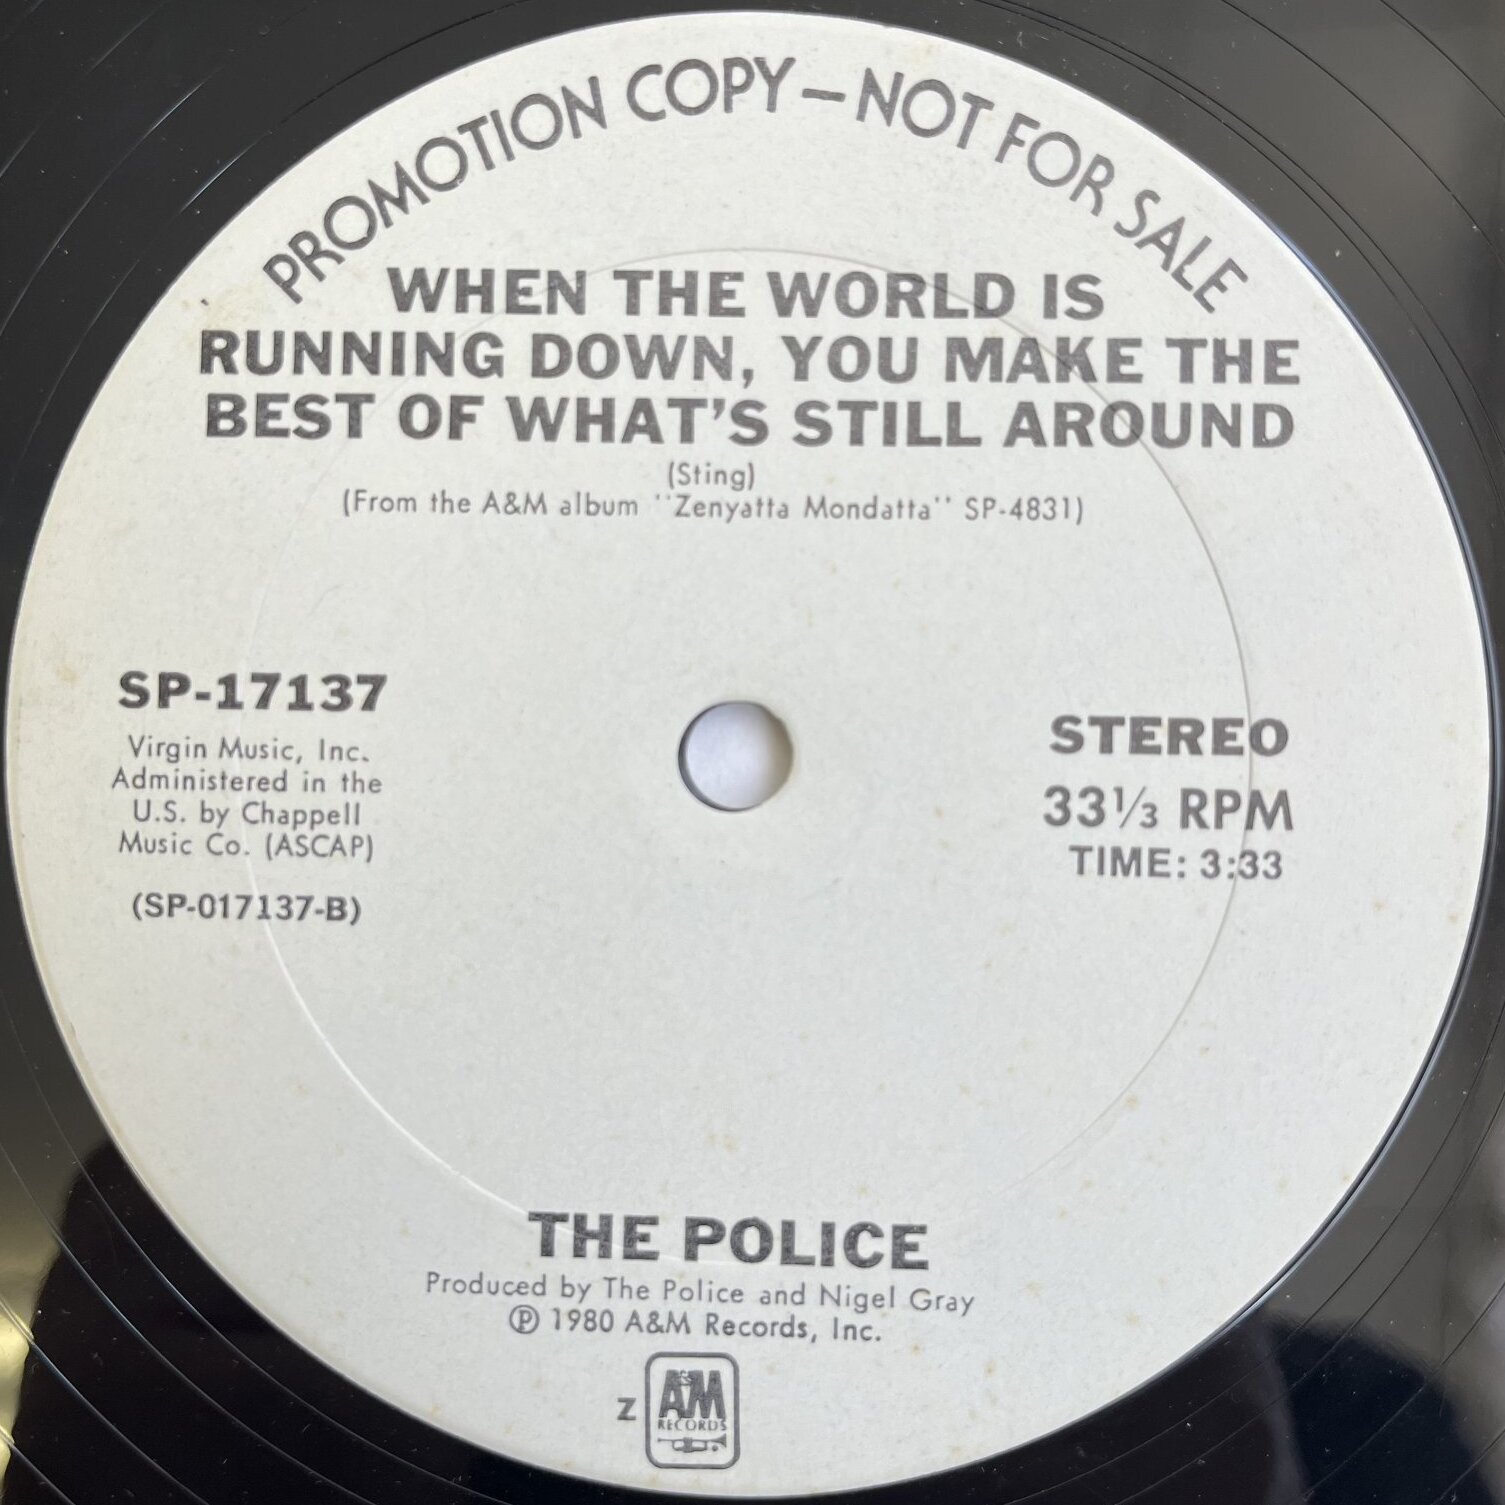 PROMOTION COPY — NOT FOR SALE
WHEN THE WORLD IS
RUNNING DOWN, YOU MAKE THE
BEST OF WHAT'S STILL AROUND
(Sting)
(From the A&M album "Zenyatta Mondatta" SP-4831)
SP-17137
Virgin Music, Inc.
Administered in the
U.S. by Chappell
Music Co. (ASCAP)
(SP-017137-B)
STEREO
33⅓ RPM
TIME: 3:33
THE POLICE
Produced by The Police and Nigel Gray
℗ 1980 A&M Records, Inc.
Z
A&M
RECORDS